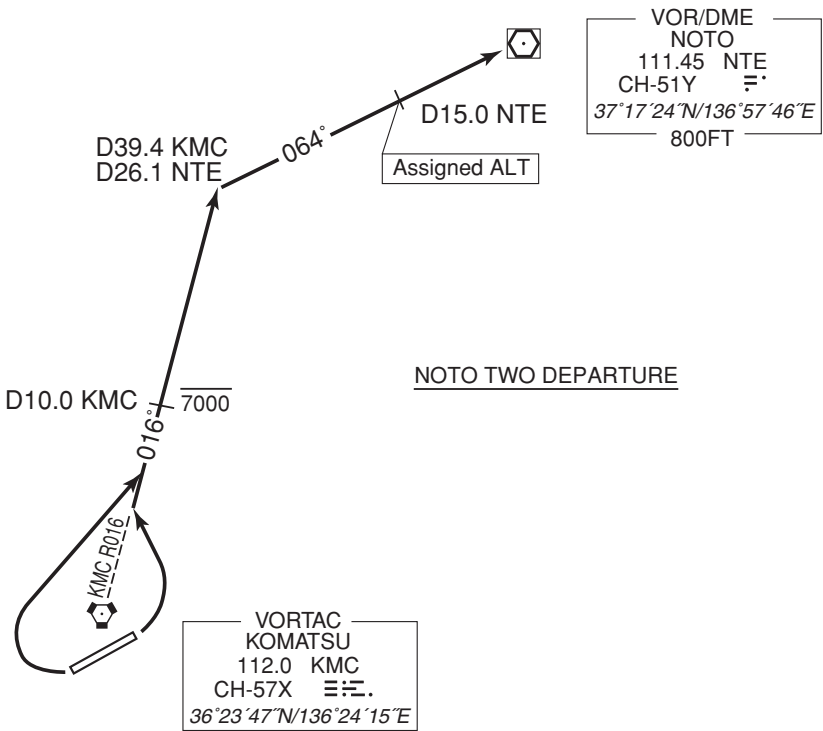 VOR/DME
NOTO
111.45 NTE
CH-51Y
37°17´24˝N/136°57´46˝E
800FT
D15.0 NTE
064°
D39.4 KMC
D26.1 NTE
Assigned ALT
NOTO TWO DEPARTURE
D10.0 KMC
7000
016°
KMC R016
VORTAC
KOMATSU
112.0 KMC
CH-57X
36°23´47˝N/136°24´15˝E